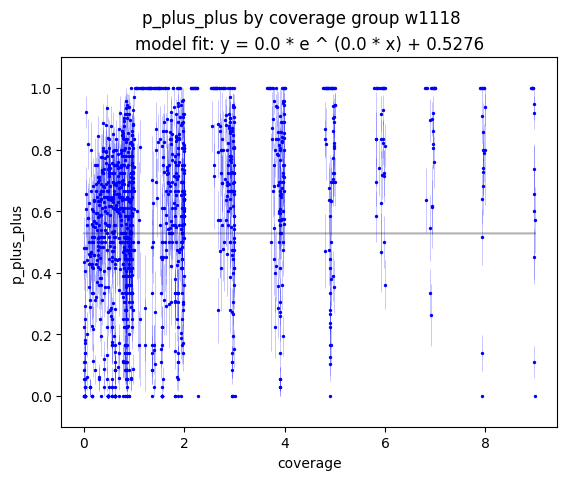 p_plus_plus by coverage group w1118
model fit: y = 0.0 * e ^ (0.0 * x) + 0.5276
1.0
0.8
0.6
0.4
0.2
0.0
p_plus_plus
0 2 4 6 8
coverage